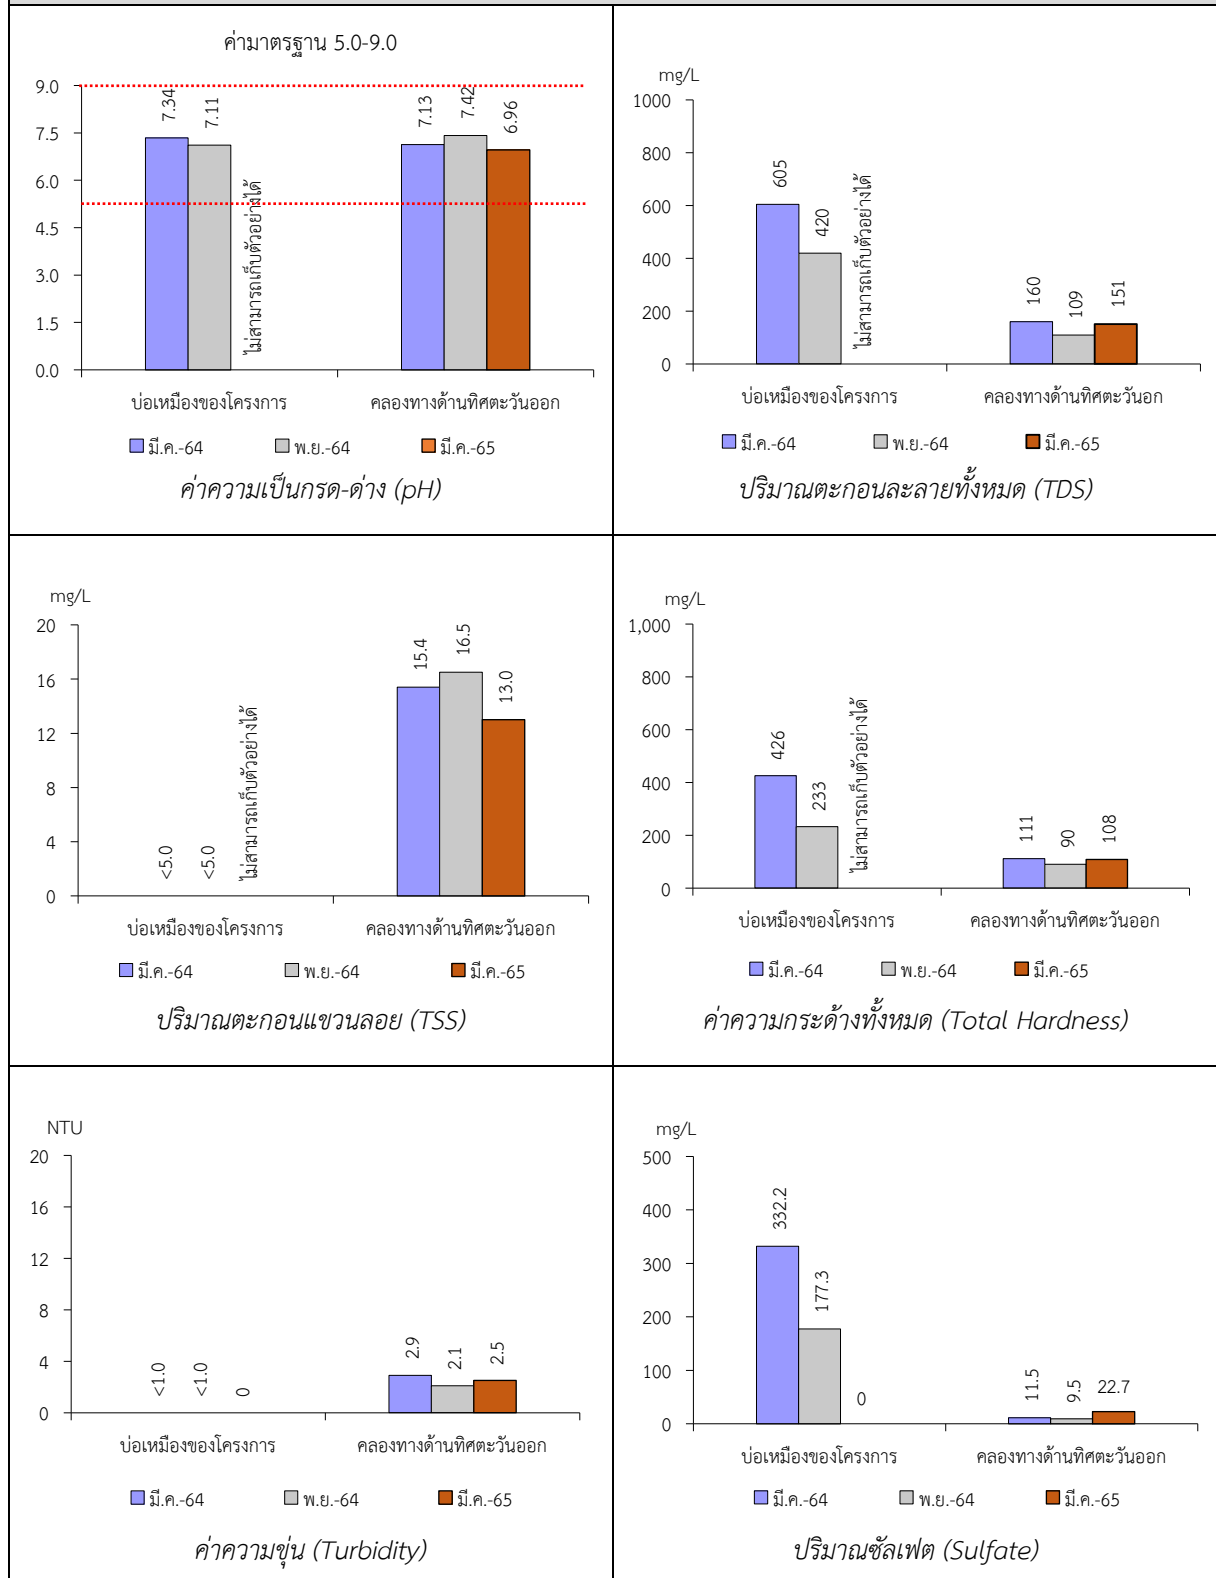 ค่ามาตรฐาน 5.0-9.0
9.0
7.5
6.0
4.5
3.0
1.5
0.0
7.34
7.11
ไม่สามารถเก็บตัวอย่างได้
7.13
7.42
6.96
บ่อเหมืองของโครงการ
คลองทางด้านทิศตะวันออก
มี.ค.-64 พ.ย.-64 มี.ค.-65
ค่าความเป็นกรด-ด่าง (pH)
mg/L
1000
800
600
400
200
0
605
420
ไม่สามารถเก็บตัวอย่างได้
160
109
151
บ่อเหมืองของโครงการ
คลองทางด้านทิศตะวันอก
มี.ค.-64 พ.ย.-64 มี.ค.-65
ปริมาณตะกอนละลายทั้งหมด (TDS)
mg/L
20
16
12
8
4
0
<5.0
<5.0
ไม่สามารถเก็บตัวอย่างได้
15.4
16.5
13.0
บ่อเหมืองของโครงการ
คลองทางด้านทิศตะวันออก
มี.ค.-64 พ.ย.-64 มี.ค.-65
ปริมาณตะกอนแขวนลอย (TSS)
mg/L
1,000
800
600
400
200
0
426
233
ไม่สามารถเก็บตัวอย่างได้
111
90
108
บ่อเหมืองของโครงการ
คลองทางด้านทิศตะวันออก
มี.ค.-64 พ.ย.-64 มี.ค.-65
ค่าความกระด้างทั้งหมด (Total Hardness)
NTU
20
16
12
8
4
0
<1.0
<1.0
0
2.9
2.1
2.5
บ่อเหมืองของโครงการ
คลองทางด้านทิศตะวันออก
มี.ค.-64 พ.ย.-64 มี.ค.-65
ค่าความขุ่น (Turbidity)
mg/L
500
400
300
200
100
0
332.2
177.3
0
11.5
9.5
22.7
บ่อเหมืองของโครงการ
คลองทางด้านทิศตะวันออก
มี.ค.-64 พ.ย.-64 มี.ค.-65
ปริมาณซัลเฟต (Sulfate)